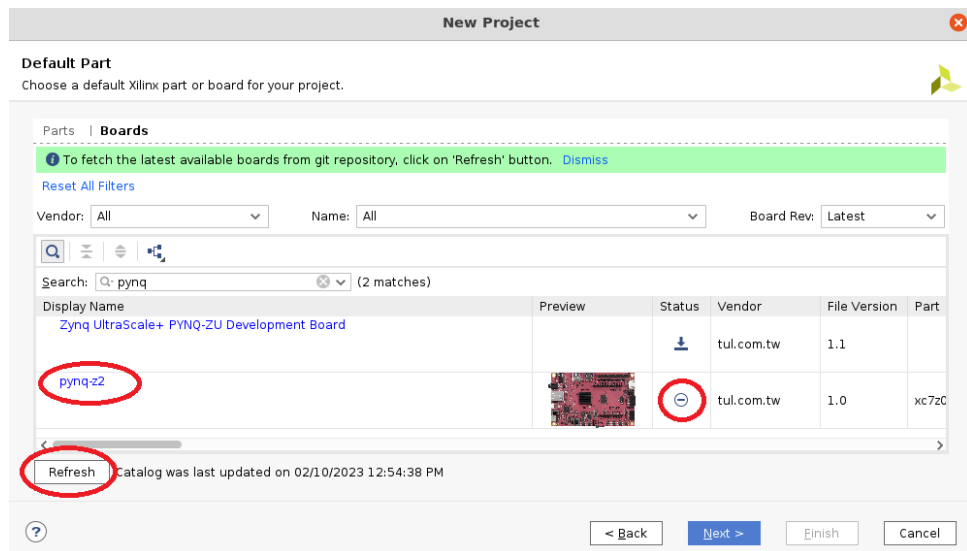 New Project
Default Part
Choose a default Xilinx part or board for your project.
Parts | Boards
To fetch the latest available boards from git repository, click on 'Refresh' button. Dismiss
Reset All Filters
Vendor: All Name: All Board Rev: Latest
Search: pynq (2 matches)
Display Name Preview Status Vendor File Version Part
Zynq UltraScale+ PYNQ-ZU Development Board
tul.com.tw 1.1
pynq-z2
tul.com.tw 1.0 xc7z0
Refresh Catalog was last updated on 02/10/2023 12:54:38 PM
? < Back Next > Finish Cancel